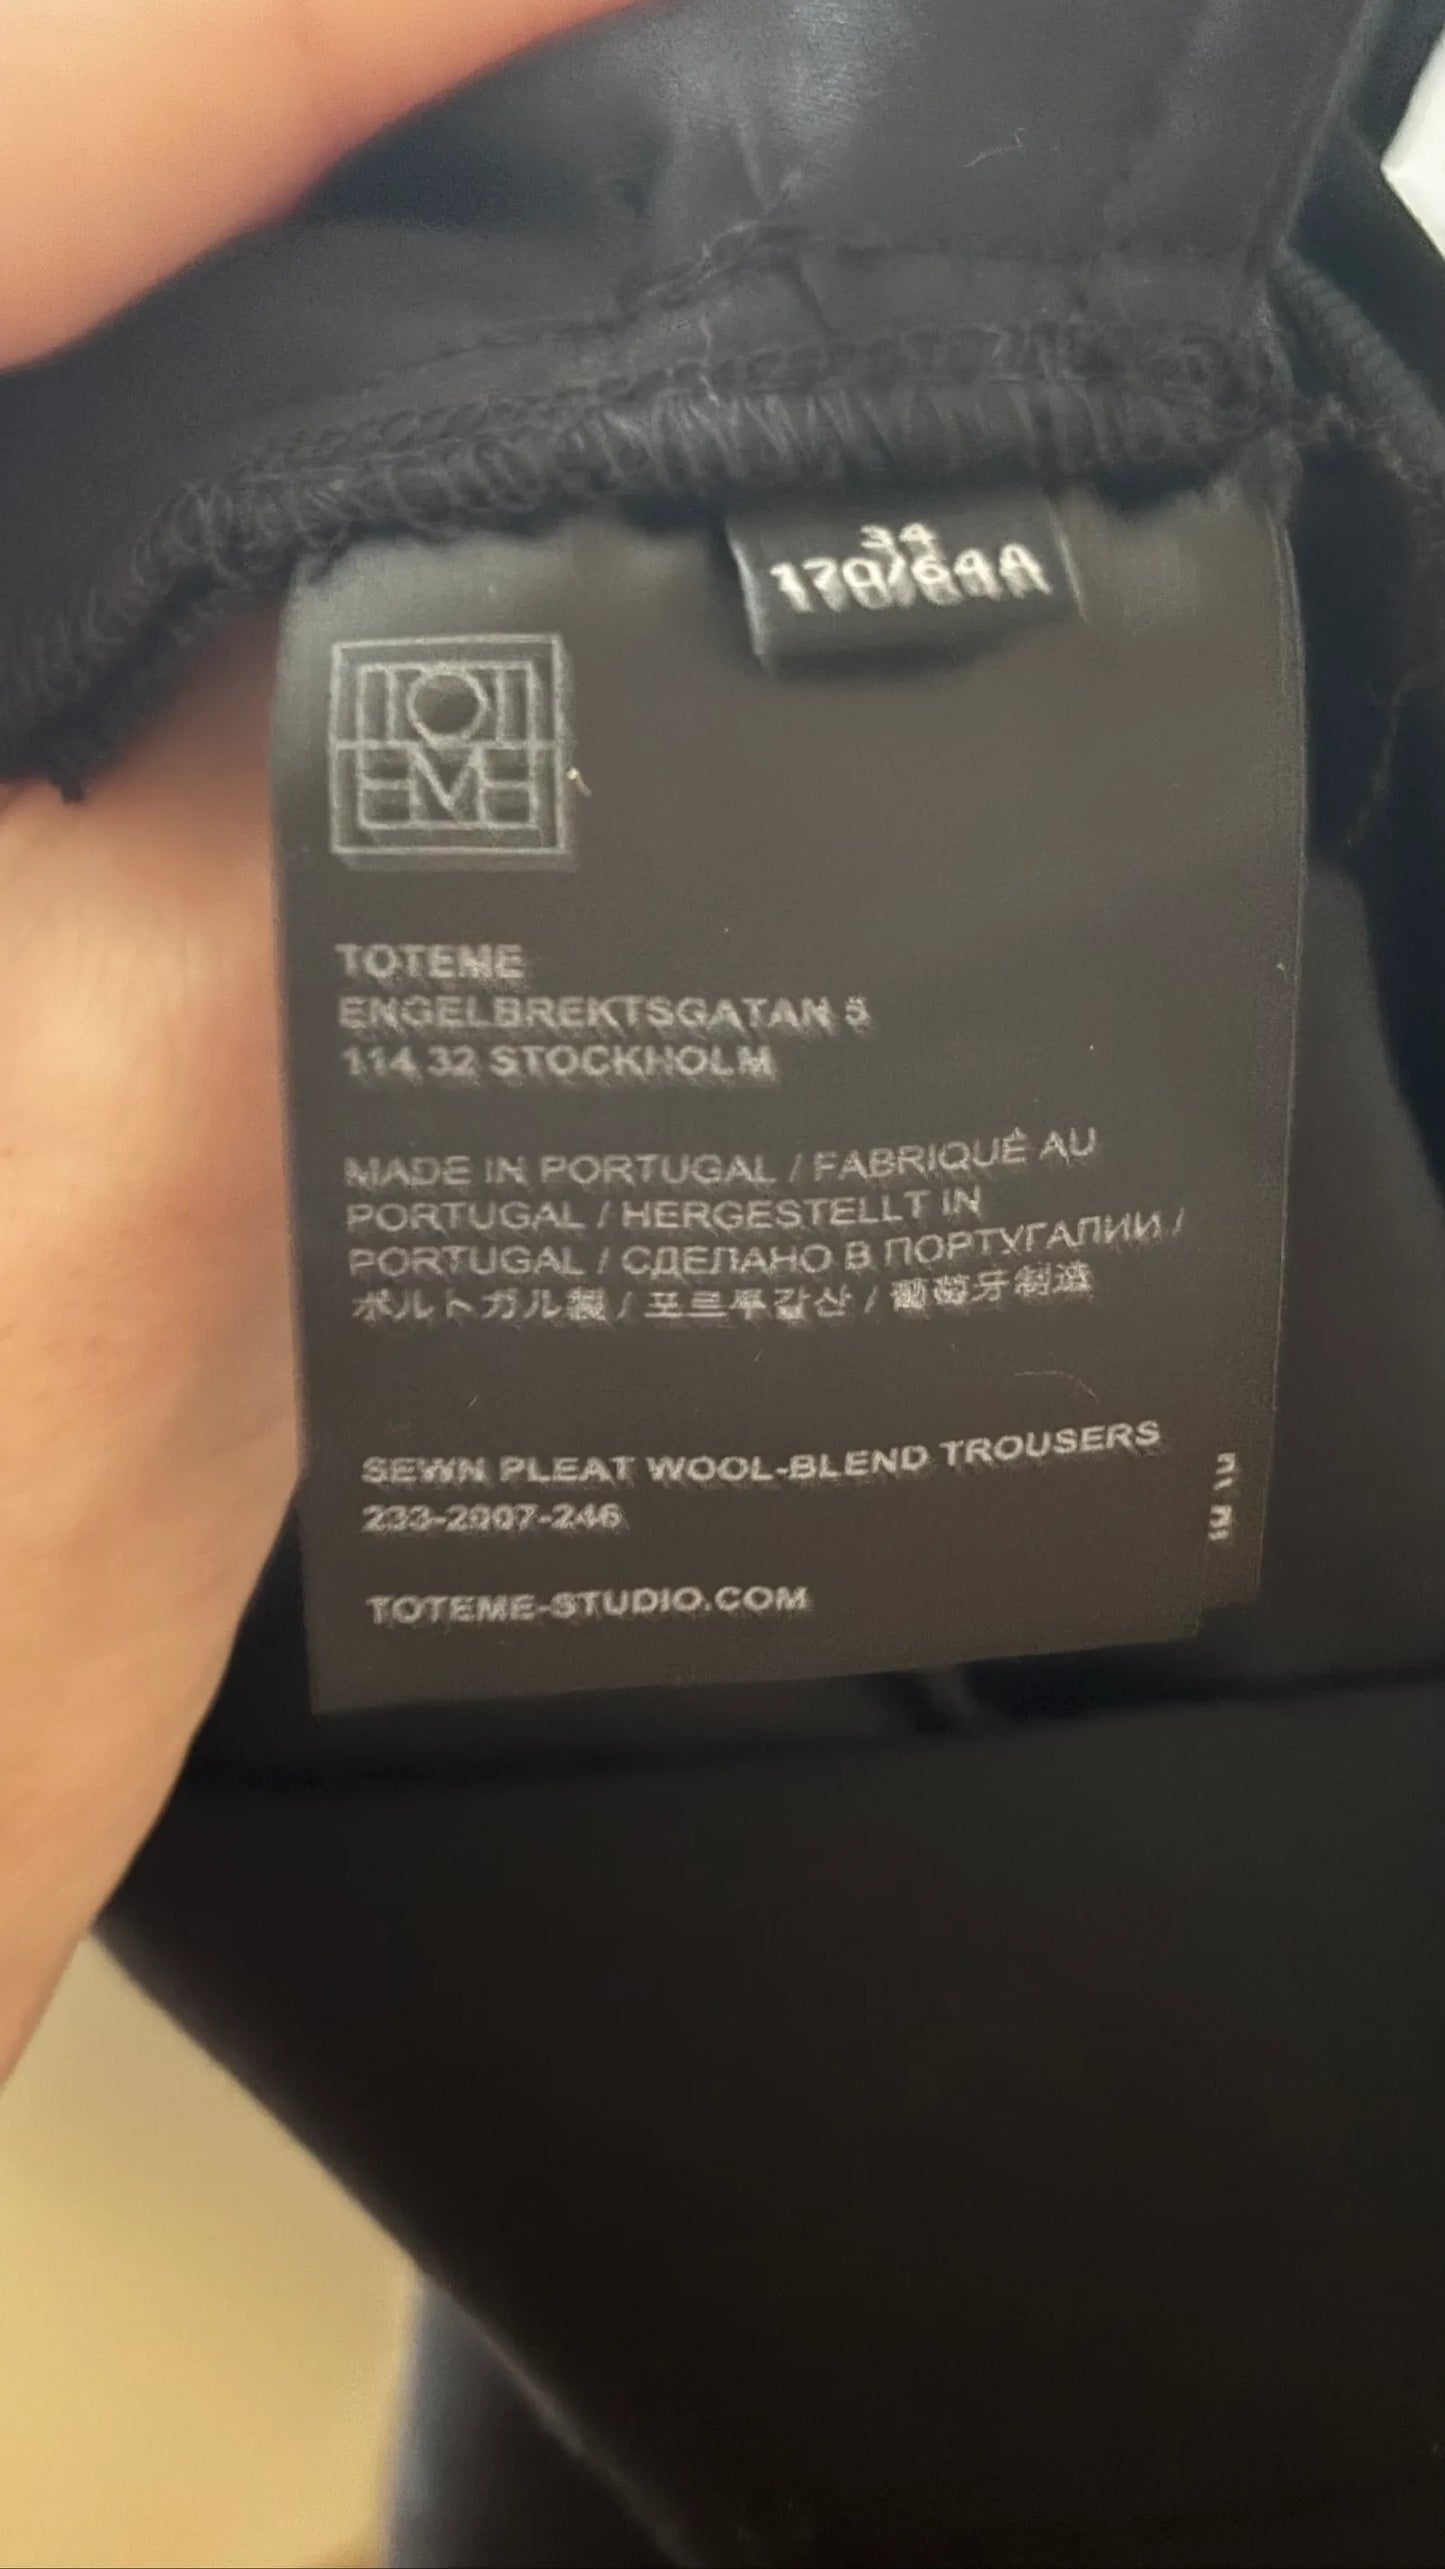 34
170/64A
TOTEME
TOTEME
ENGELBREKTSGATAN 5
114 32 STOCKHOLM
MADE IN PORTUGAL / FABRIQUÉ AU
PORTUGAL / HERGESTELLT IN
PORTUGAL / СДЕЛАНО В ПОРТУГАЛИИ /
ポルトガル製 / 포르투갈산 / 葡萄牙制造
SEWN PLEAT WOOL-BLEND TROUSERS
233-2007-246
TOTEME-STUDIO.COM